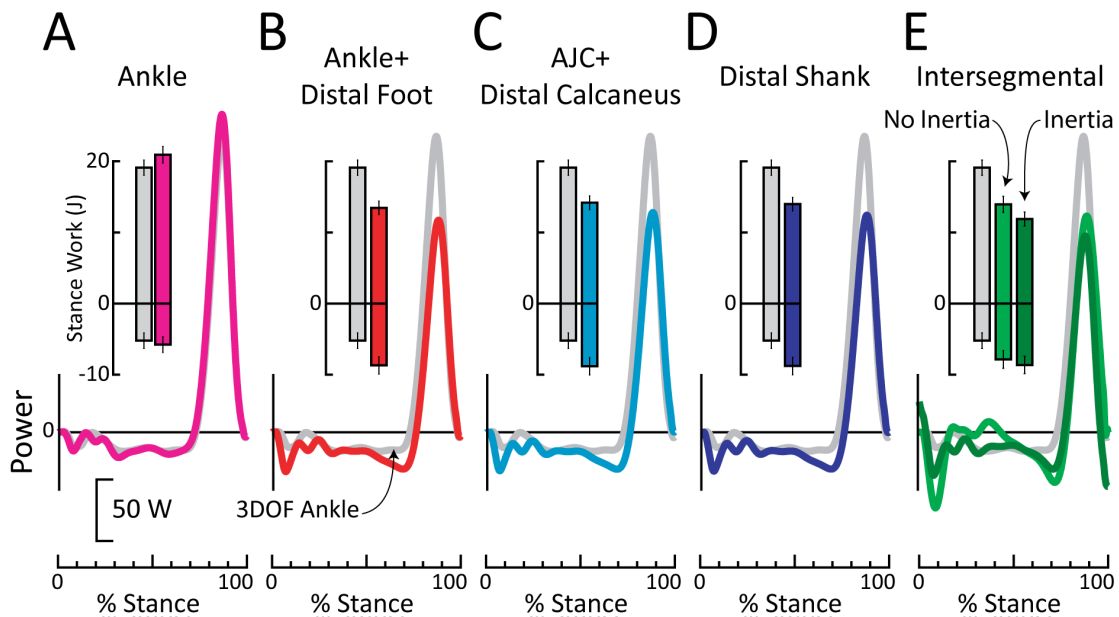 A
B
C
D
E
Ankle
Ankle+
Distal Foot
AJC+
Distal Calcaneus
Distal Shank
Intersegmental
No Inertia
Inertia
20
0
-10
Stance Work (J)
0
0
0
0
Power
0
50 W
3DOF Ankle
0
100
0
100
0
100
0
100
0
100
% Stance
% Stance
% Stance
% Stance
% Stance